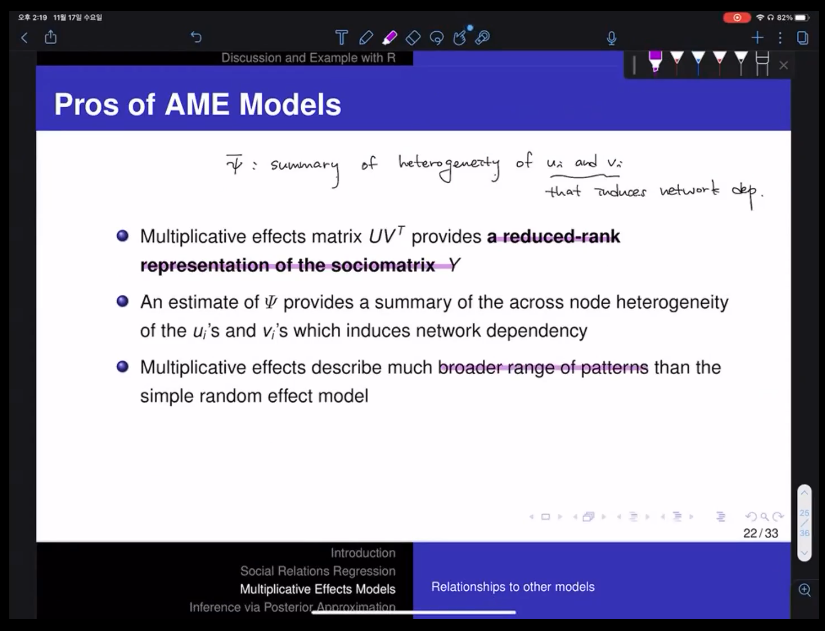 오후 2:19 11월 17일 수요일
82%
Discussion and Example with R
Pros of AME Models
Ψ : summary of heterogeneity of uᵢ and vᵢ
that induces network dep.
Multiplicative effects matrix UVᵀ provides a reduced-rank
representation of the sociomatrix Y
An estimate of Ψ provides a summary of the across node heterogeneity
of the uᵢ's and vᵢ's which induces network dependency
Multiplicative effects describe much broader range of patterns than the
simple random effect model
25
/
36
22/33
Introduction
Social Relations Regression
Multiplicative Effects Models
Inference via Posterior Approximation
Relationships to other models